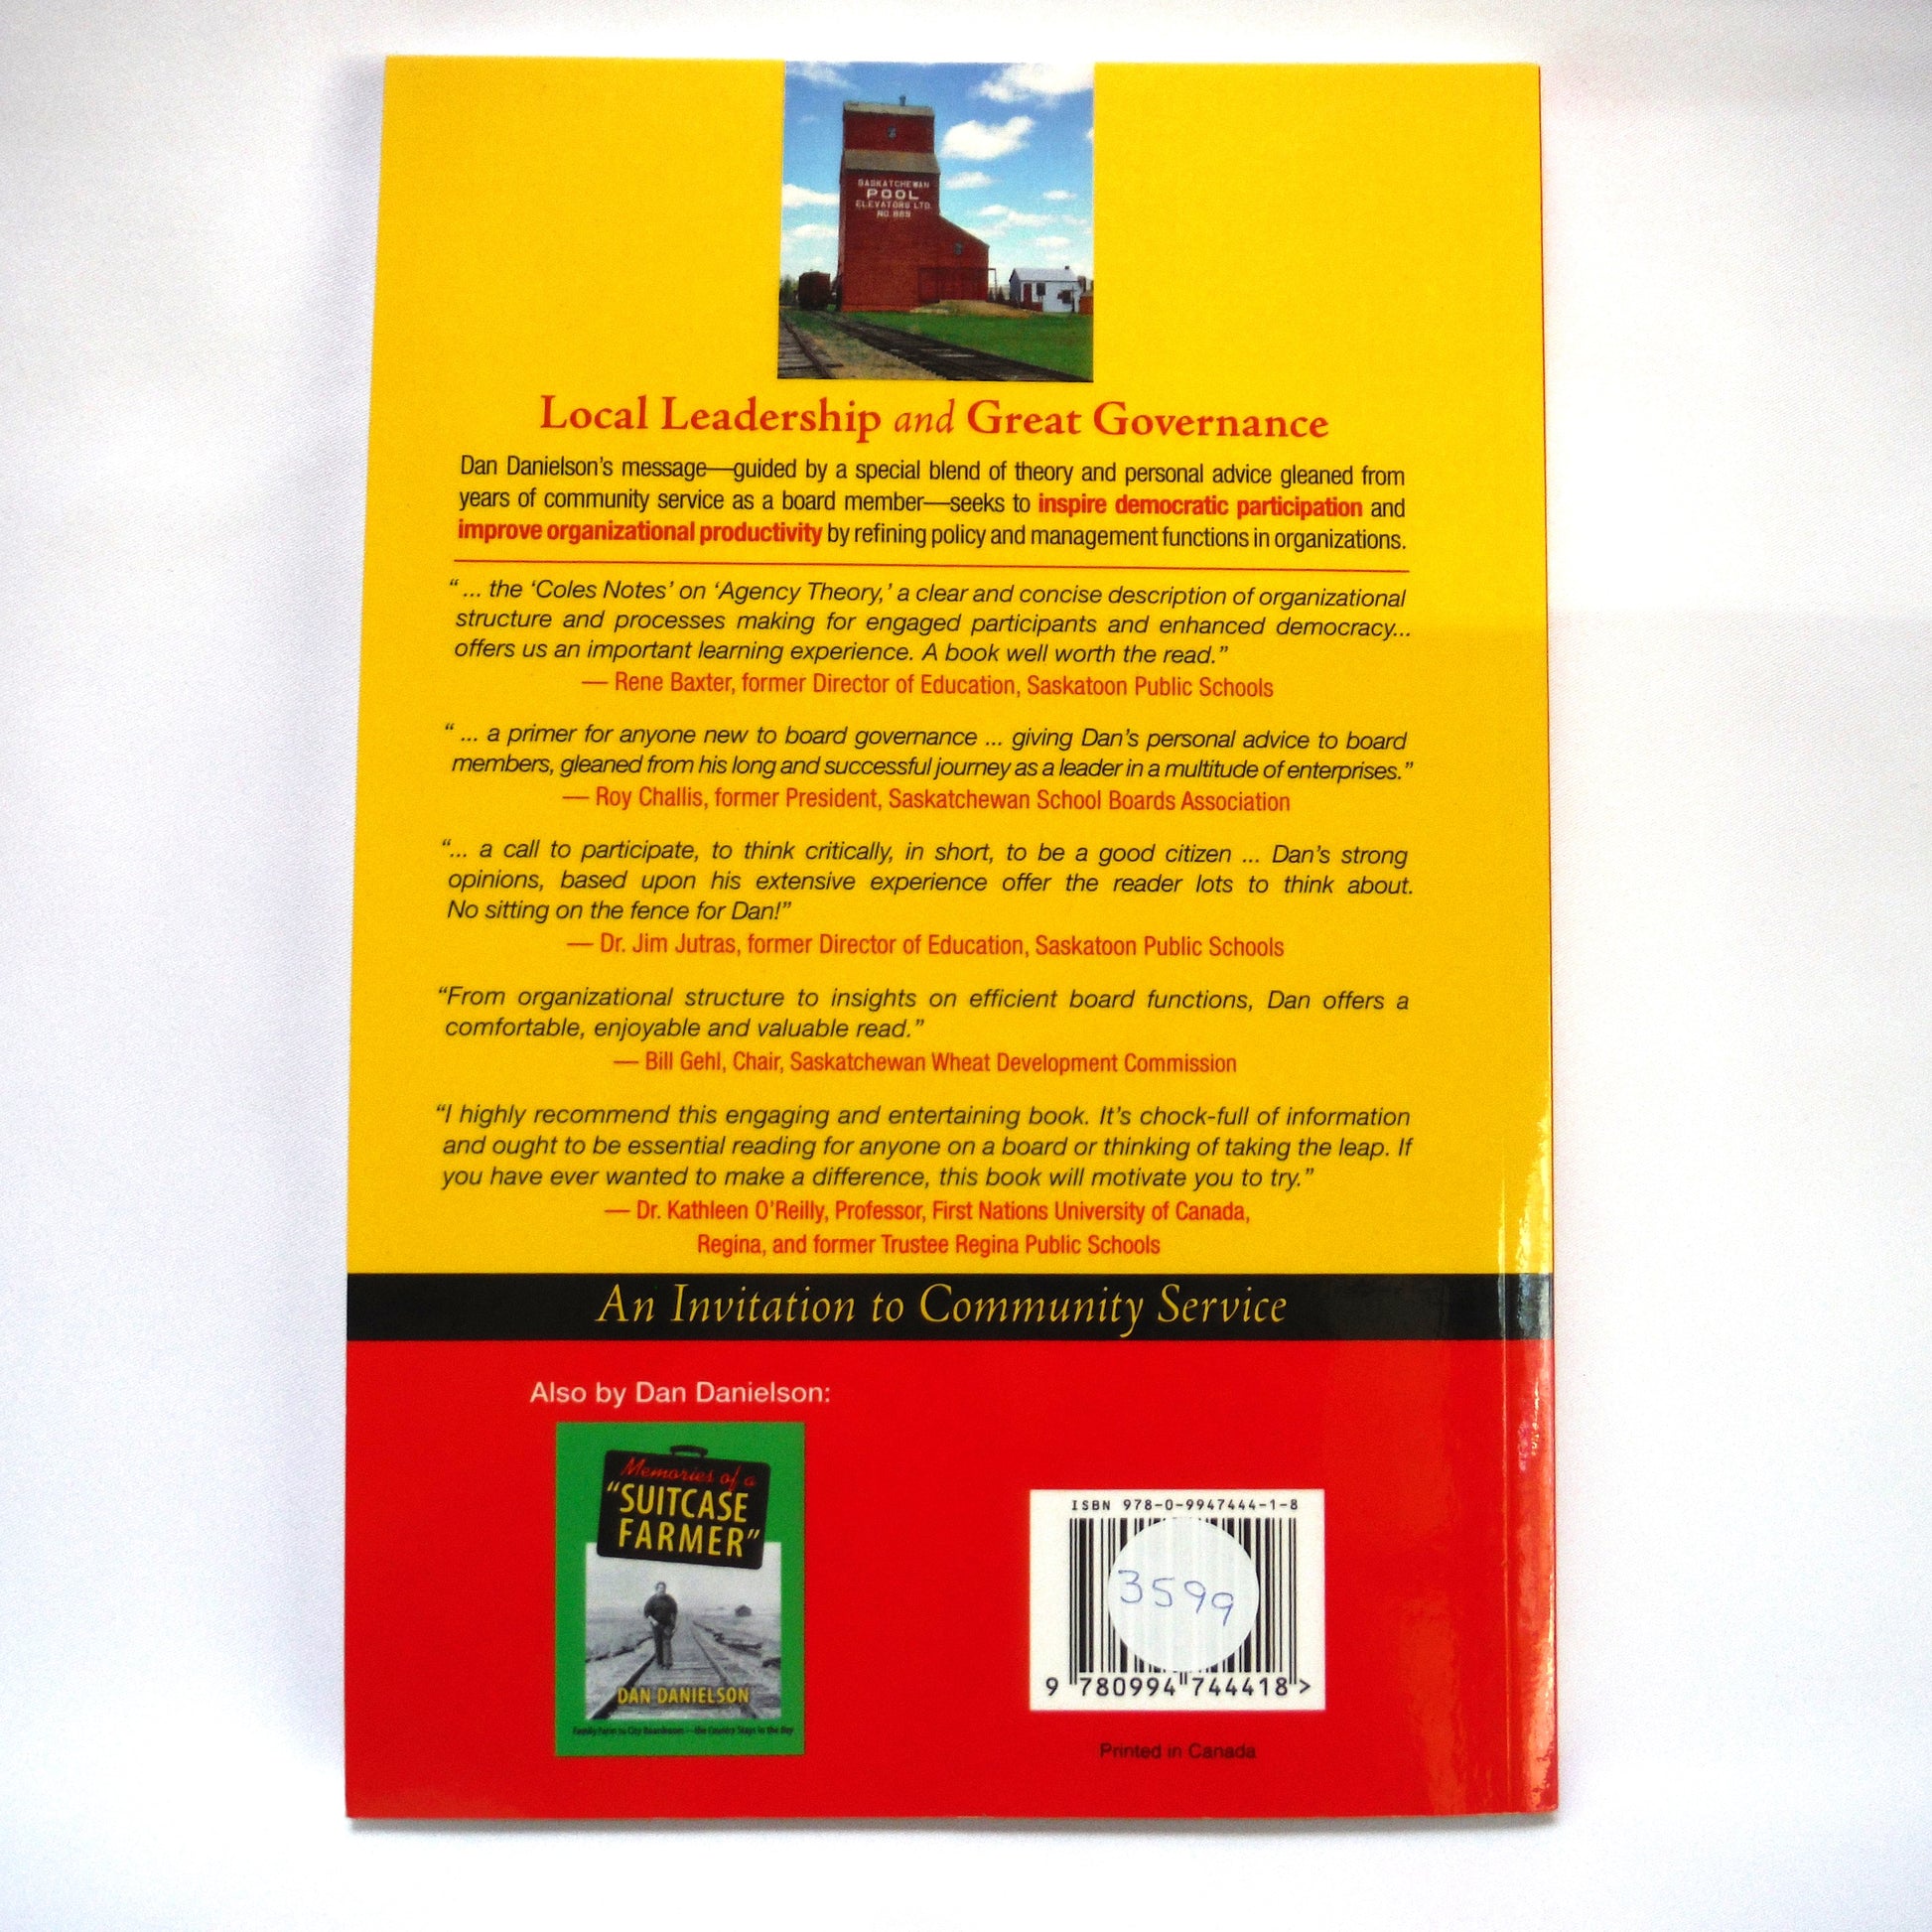 SASKATCHEWAN
POOL
ELEVATORS LTD.
NO. 889
Local Leadership and Great Governance
Dan Danielson's message—guided by a special blend of theory and personal advice gleaned from
years of community service as a board member—seeks to inspire democratic participation and
improve organizational productivity by refining policy and management functions in organizations.
“ ... the ‘Coles Notes’ on ‘Agency Theory,’ a clear and concise description of organizational
structure and processes making for engaged participants and enhanced democracy...
offers us an important learning experience. A book well worth the read.”
— Rene Baxter, former Director of Education, Saskatoon Public Schools
“ ... a primer for anyone new to board governance ... giving Dan’s personal advice to board
members, gleaned from his long and successful journey as a leader in a multitude of enterprises.”
— Roy Challis, former President, Saskatchewan School Boards Association
“... a call to participate, to think critically, in short, to be a good citizen ... Dan’s strong
opinions, based upon his extensive experience offer the reader lots to think about.
No sitting on the fence for Dan!”
— Dr. Jim Jutras, former Director of Education, Saskatoon Public Schools
“From organizational structure to insights on efficient board functions, Dan offers a
comfortable, enjoyable and valuable read.”
— Bill Gehl, Chair, Saskatchewan Wheat Development Commission
“I highly recommend this engaging and entertaining book. It’s chock-full of information
and ought to be essential reading for anyone on a board or thinking of taking the leap. If
you have ever wanted to make a difference, this book will motivate you to try.”
— Dr. Kathleen O’Reilly, Professor, First Nations University of Canada,
Regina, and former Trustee Regina Public Schools
An Invitation to Community Service
Also by Dan Danielson:
Memories of a
“SUITCASE
FARMER”
DAN DANIELSON
Family Farm to City Boardroom—the Country Stays in the Boy
ISBN 978-0-9947444-1-8
3599
9 780994 744418 >
Printed in Canada